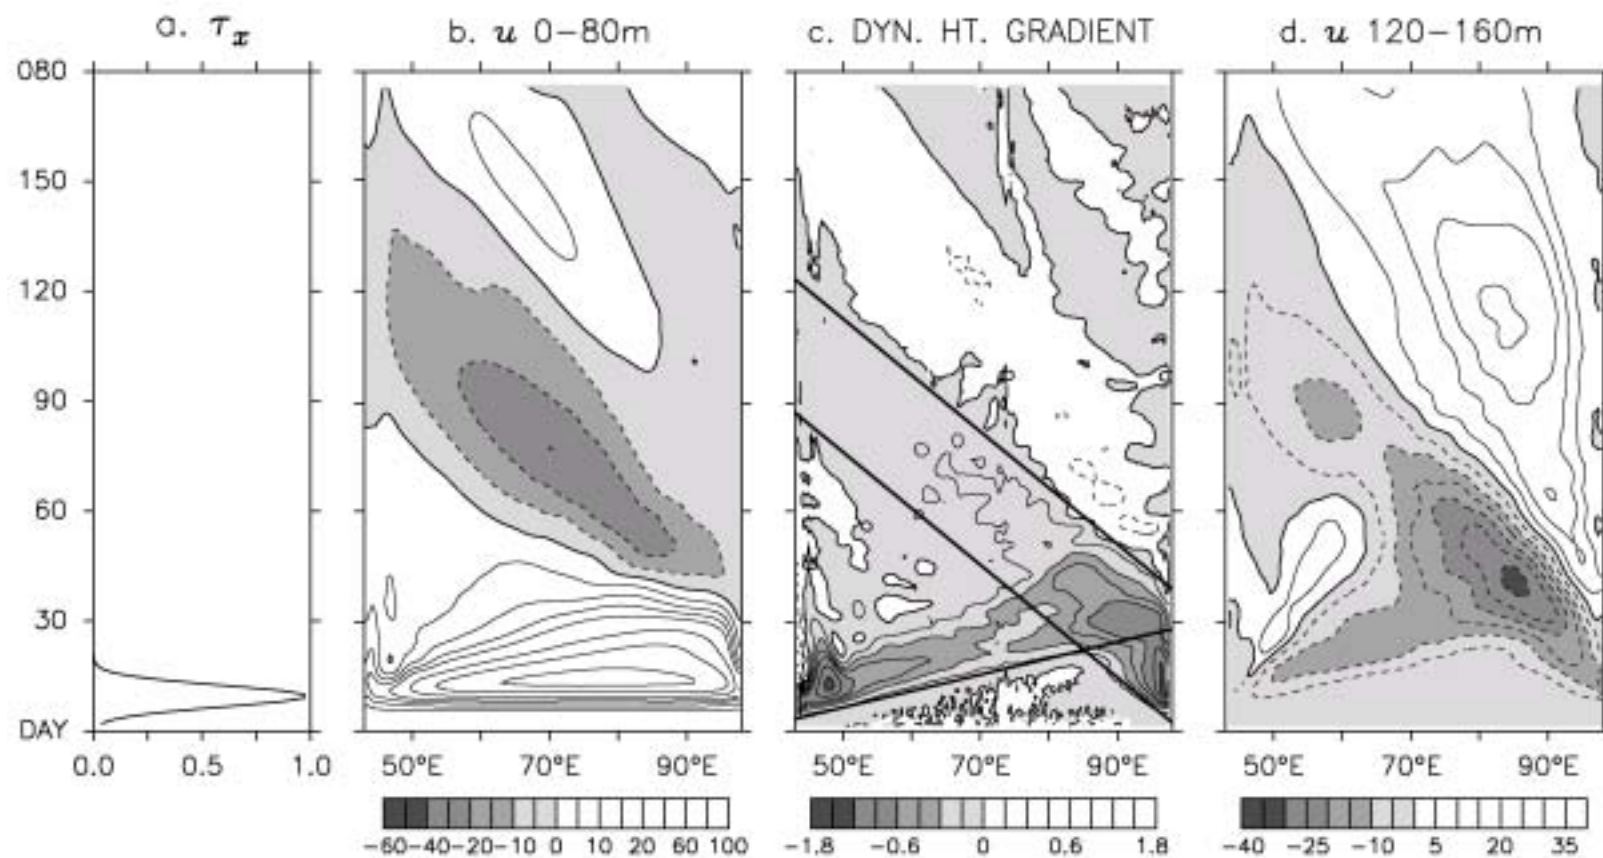 a. τx
b. u 0–80m
c. DYN. HT. GRADIENT
d. u 120–160m
080
150
120
90
60
30
DAY
0.0 0.5 1.0
50°E 70°E 90°E
50°E 70°E 90°E
50°E 70°E 90°E
−60 −40 −20 −10 0 10 20 60 100
−1.8 −0.6 0 0.6 1.8
−40 −25 −10 5 20 35